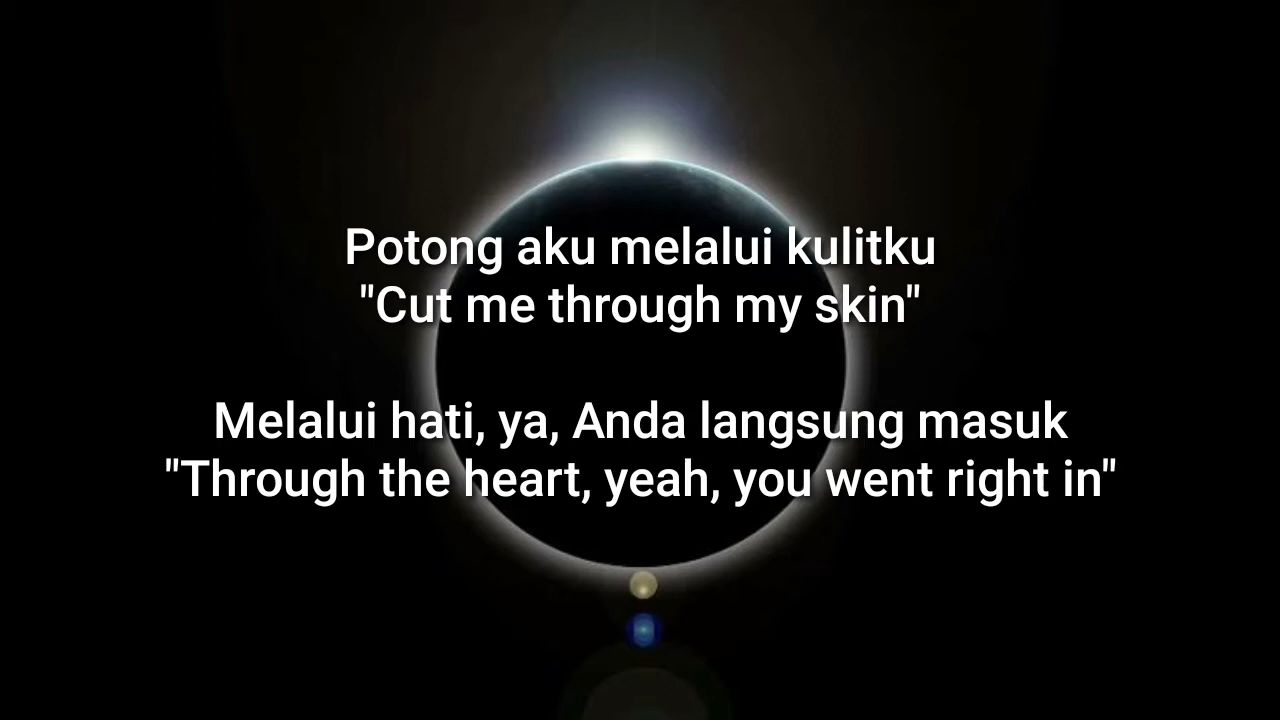 Potong aku melalui kulitku
"Cut me through my skin"
Melalui hati, ya, Anda langsung masuk
"Through the heart, yeah, you went right in"